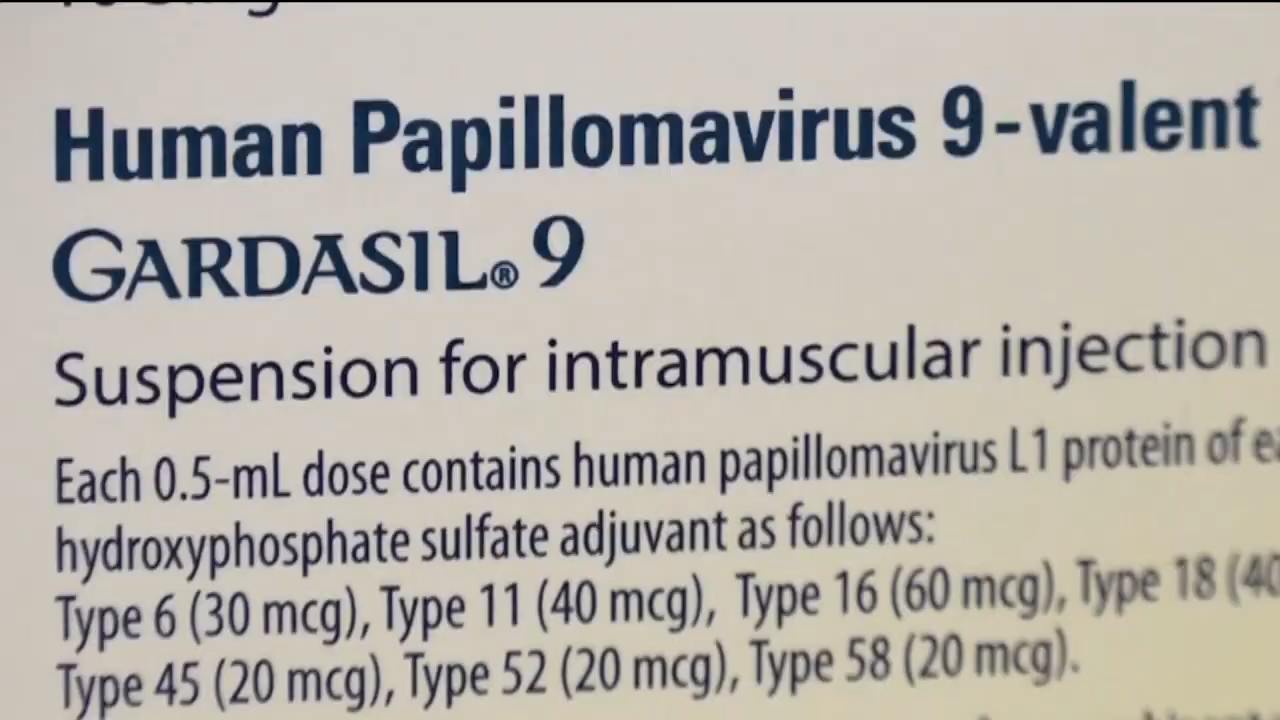 Human Papillomavirus 9-valent
GARDASIL® 9
Suspension for intramuscular injection
Each 0.5-mL dose contains human papillomavirus L1 protein of
hydroxyphosphate sulfate adjuvant as follows:
Type 6 (30 mcg), Type 11 (40 mcg), Type 16 (60 mcg), Type 18 (40
Type 45 (20 mcg), Type 52 (20 mcg), Type 58 (20 mcg).